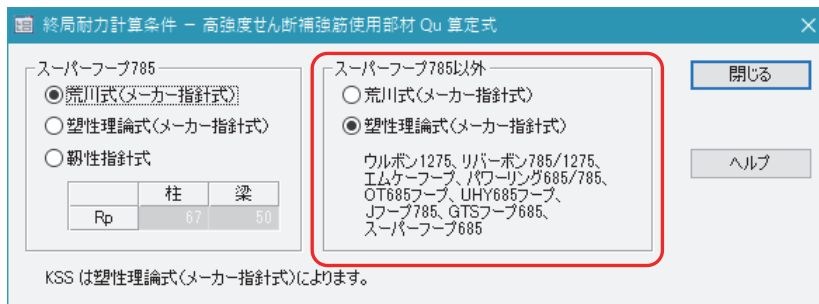 終局耐力計算条件 － 高強度せん断補強筋使用部材 Qu 算定式
スーパーフープ785
荒川式(メーカー指針式)
塑性理論式(メーカー指針式)
靭性指針式
柱 梁
Rp 67 50
スーパーフープ785以外
荒川式(メーカー指針式)
塑性理論式(メーカー指針式)
ウルボン1275、リバーボン785/1275、
エムケーフープ、パワーリング685/785、
OT685フープ、UHY685フープ、
Jフープ785、GTSフープ685、
スーパーフープ685
閉じる
ヘルプ
KSS は塑性理論式(メーカー指針式)によります。